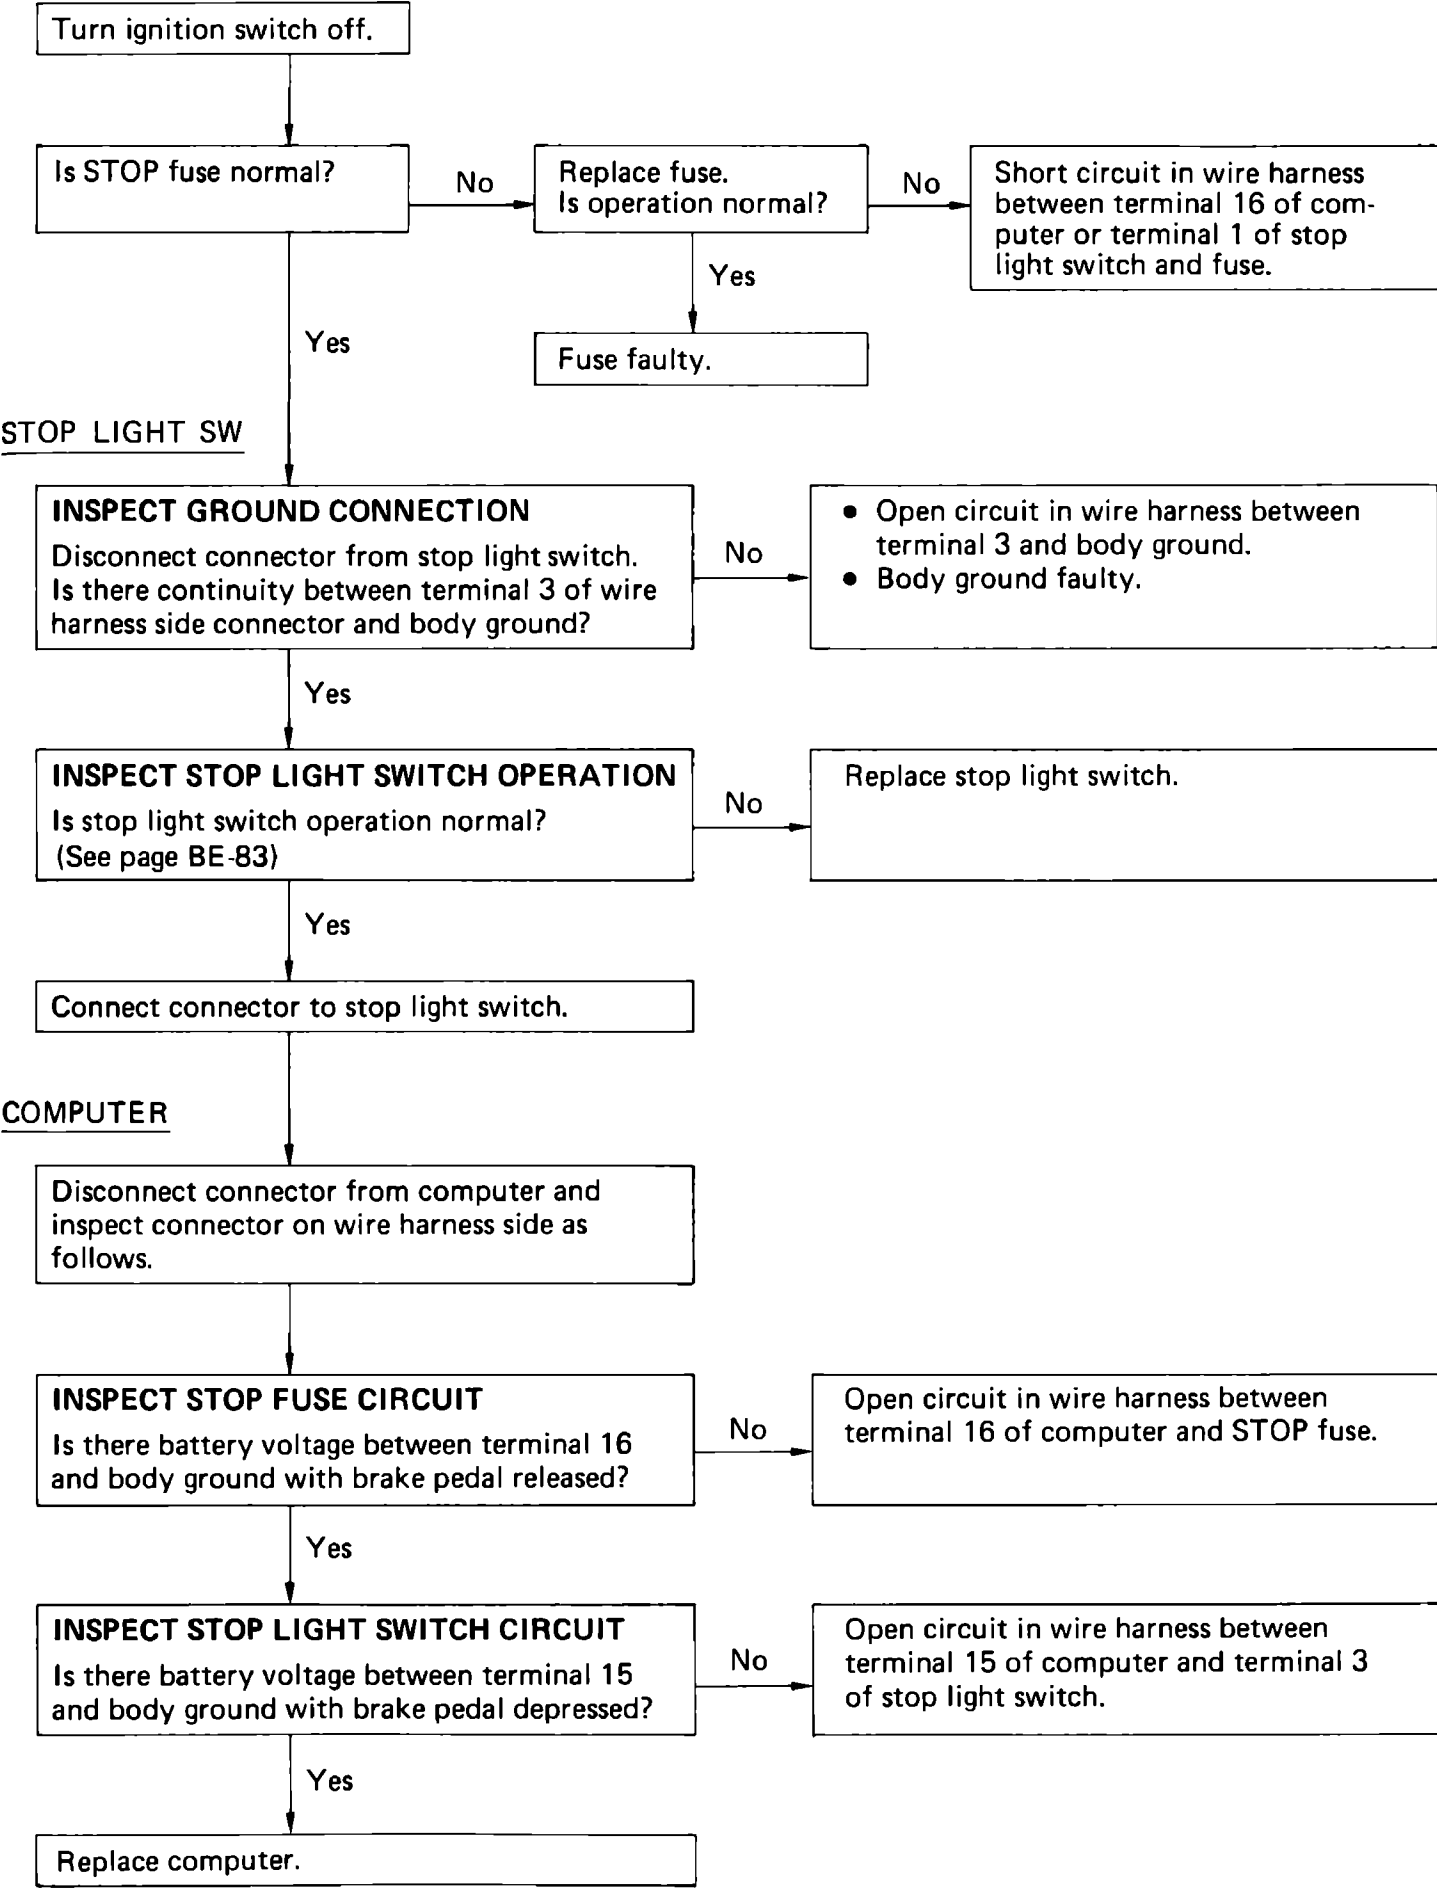 Turn ignition switch off.
Is STOP fuse normal?
No
Replace fuse.
Is operation normal?
No
Short circuit in wire harness
between terminal 16 of com-
puter or terminal 1 of stop
light switch and fuse.
Yes
Fuse faulty.
Yes
STOP LIGHT SW
INSPECT GROUND CONNECTION
Disconnect connector from stop light switch.
Is there continuity between terminal 3 of wire
harness side connector and body ground?
No
• Open circuit in wire harness between
terminal 3 and body ground.
• Body ground faulty.
Yes
INSPECT STOP LIGHT SWITCH OPERATION
Is stop light switch operation normal?
(See page BE-83)
No
Replace stop light switch.
Yes
Connect connector to stop light switch.
COMPUTER
Disconnect connector from computer and
inspect connector on wire harness side as
follows.
INSPECT STOP FUSE CIRCUIT
Is there battery voltage between terminal 16
and body ground with brake pedal released?
No
Open circuit in wire harness between
terminal 16 of computer and STOP fuse.
Yes
INSPECT STOP LIGHT SWITCH CIRCUIT
Is there battery voltage between terminal 15
and body ground with brake pedal depressed?
No
Open circuit in wire harness between
terminal 15 of computer and terminal 3
of stop light switch.
Yes
Replace computer.